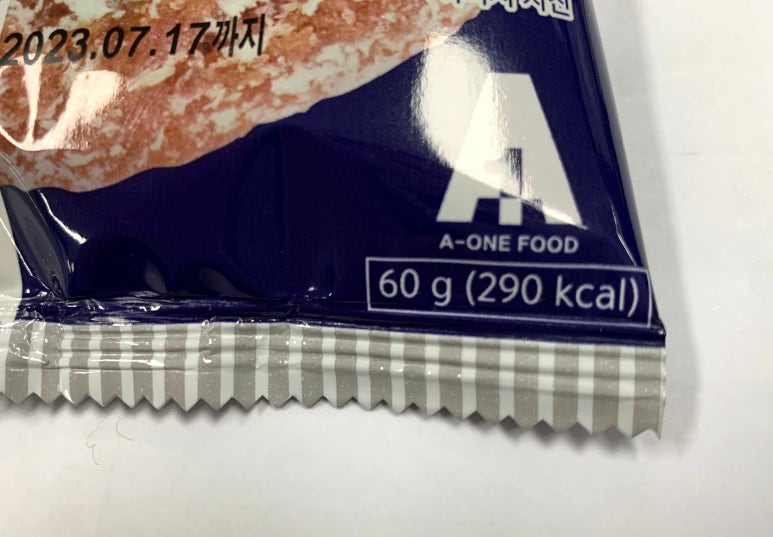 2023.07.17까지
A-ONE FOOD
60 g (290 kcal)